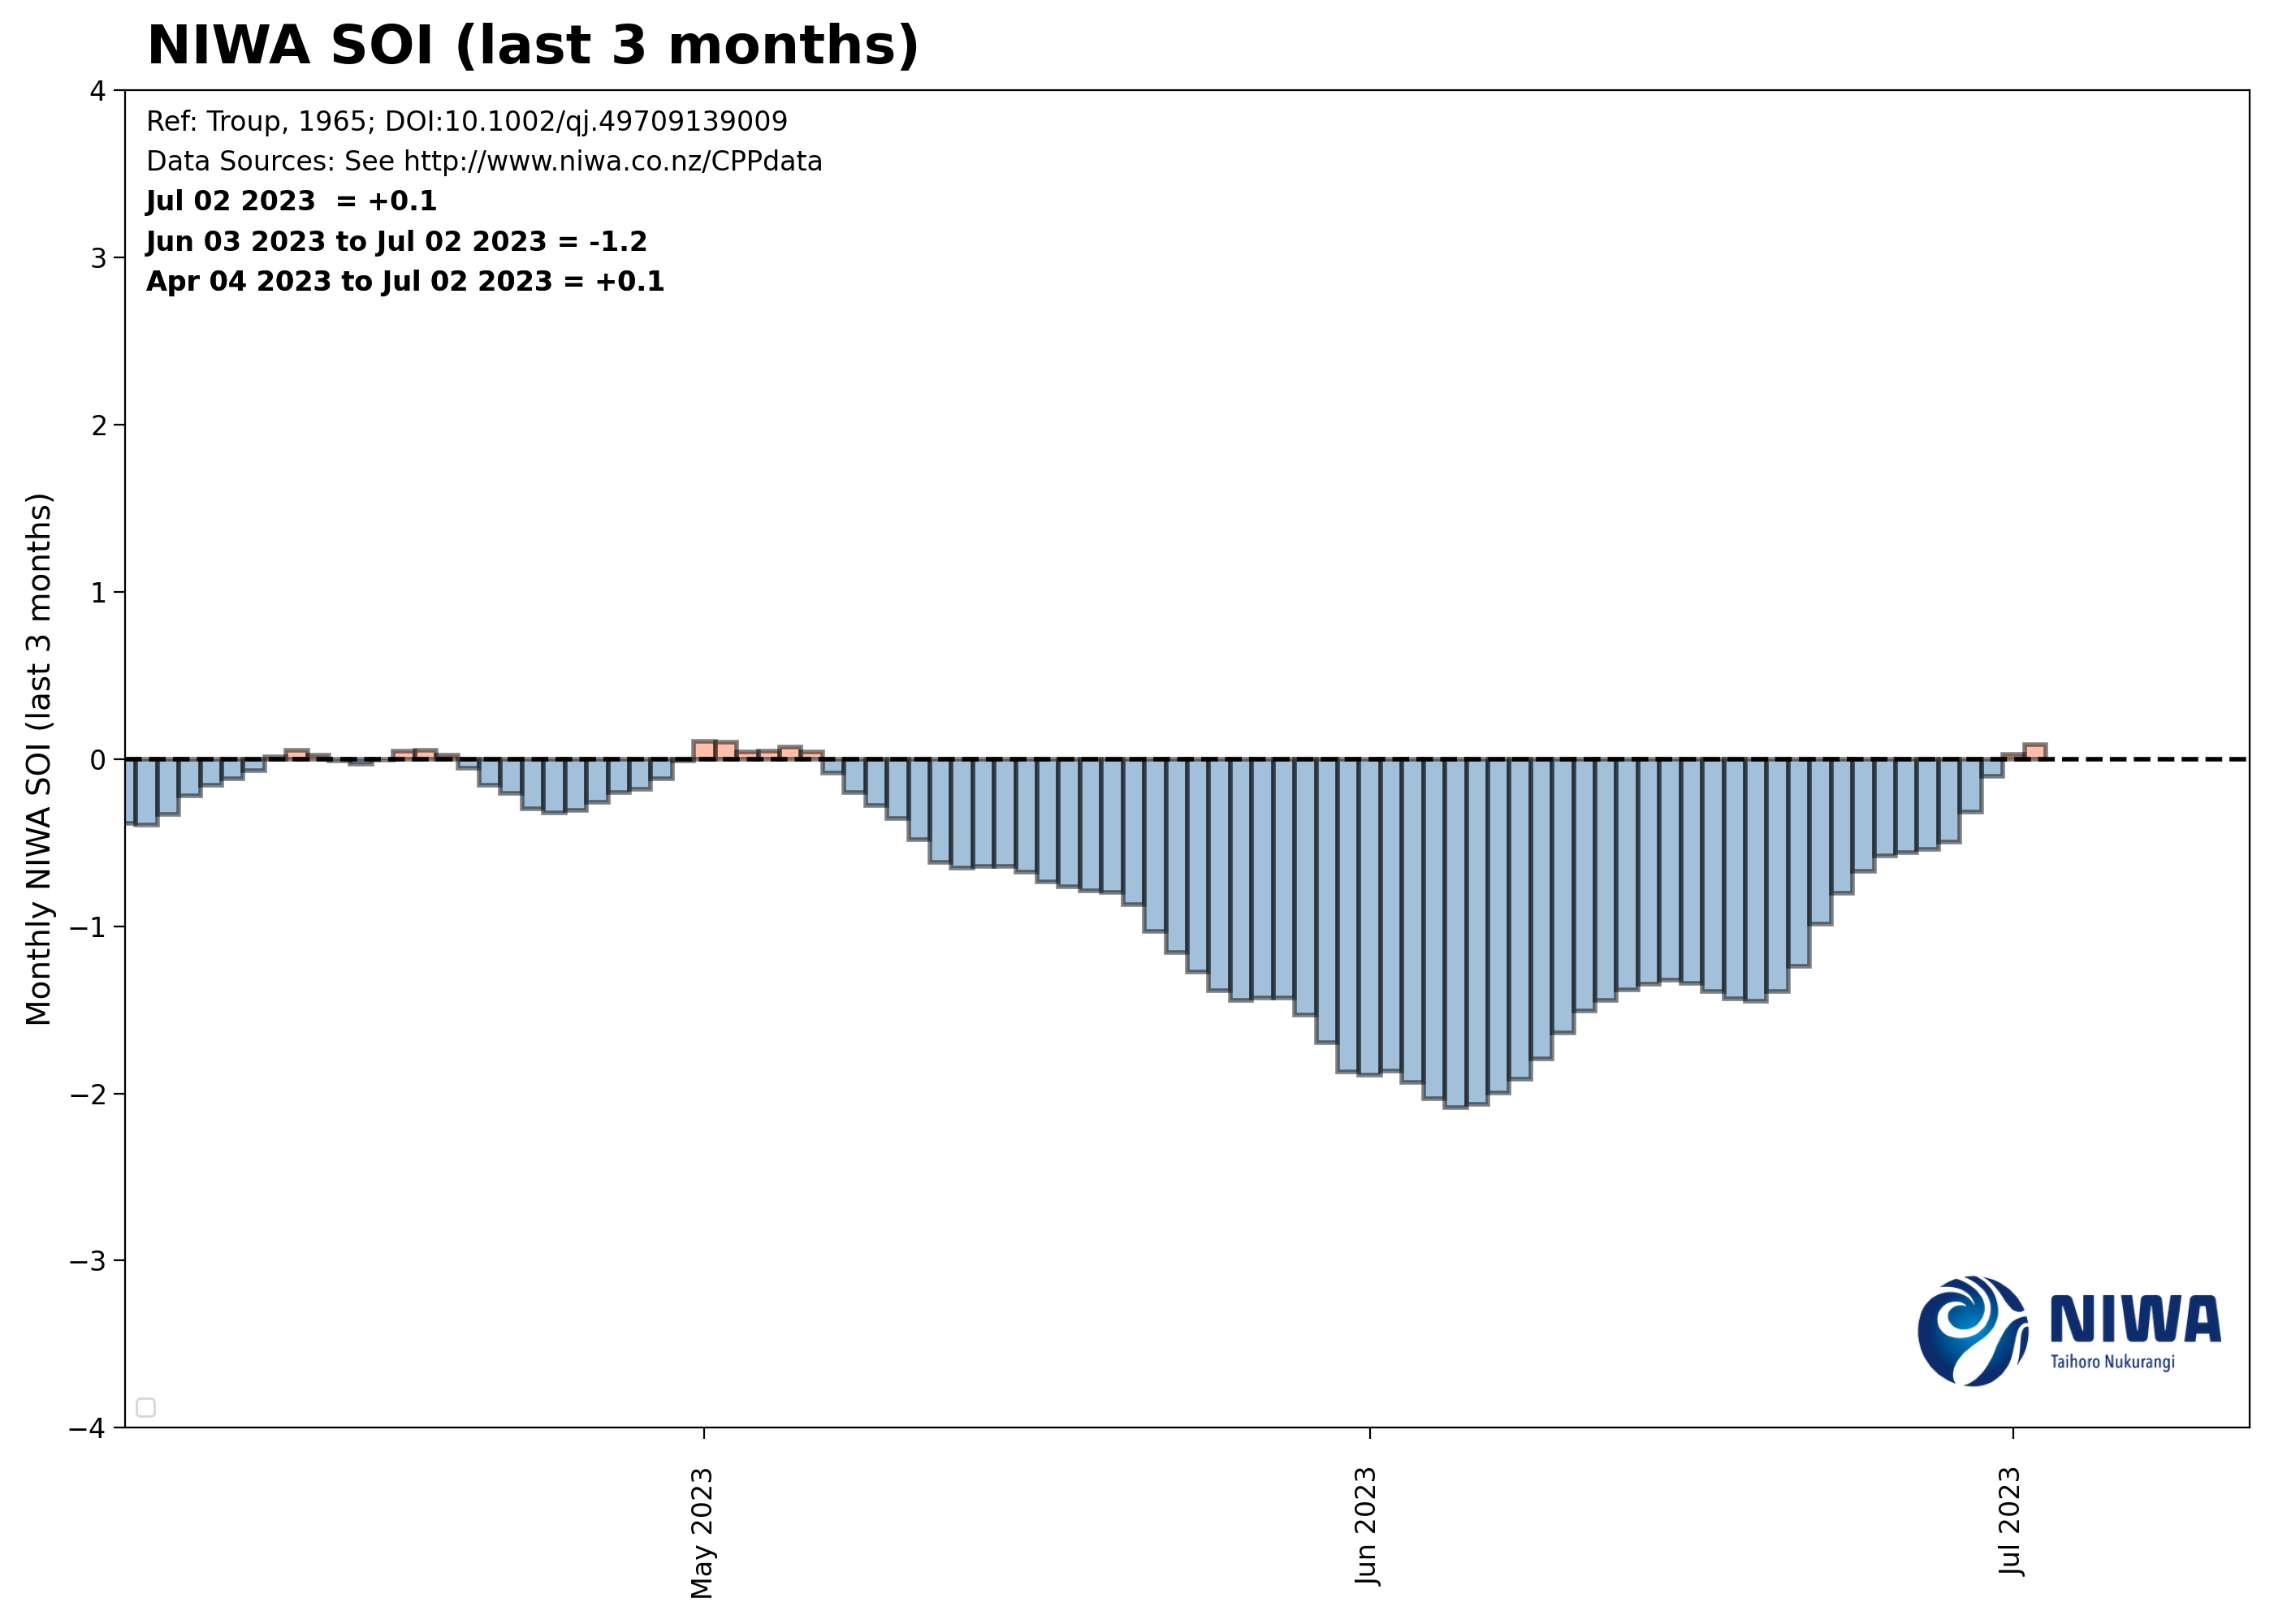 NIWA SOI (last 3 months)
Ref: Troup, 1965; DOI:10.1002/qj.49709139009
Data Sources: See http://www.niwa.co.nz/CPPdata
Jul 02 2023  = +0.1
Jun 03 2023 to Jul 02 2023 = -1.2
Apr 04 2023 to Jul 02 2023 = +0.1
Monthly NIWA SOI (last 3 months)
4
3
2
1
0
−1
−2
−3
−4
May 2023
Jun 2023
Jul 2023
NIWA
Taihoro Nukurangi